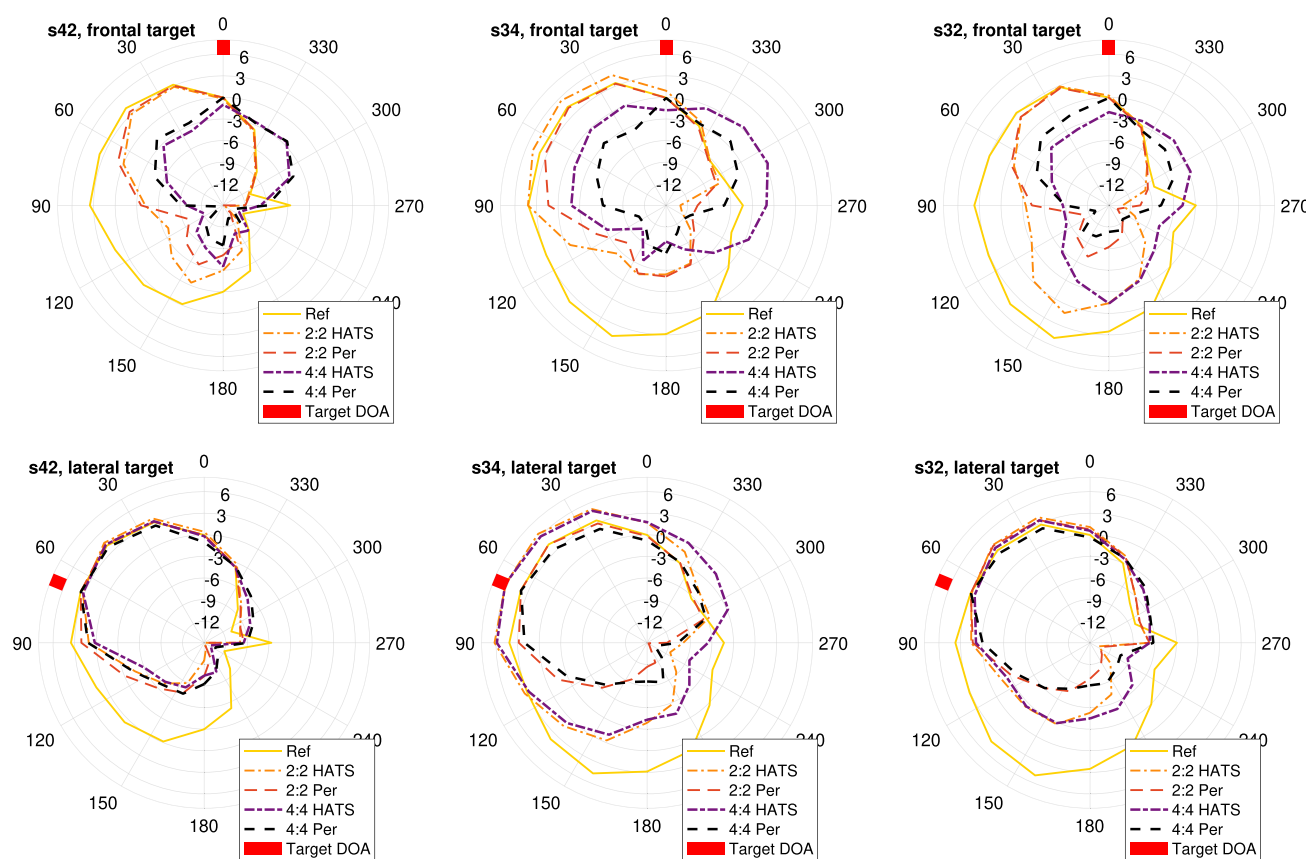 s42, frontal target
0
30
330
60
300
90
270
120
240
150
180
6
3
0
-3
-6
-9
-12
Ref
2:2 HATS
2:2 Per
4:4 HATS
4:4 Per
Target DOA
s34, frontal target
0
30
330
60
300
90
270
120
240
150
180
6
3
0
-3
-6
-9
-12
Ref
2:2 HATS
2:2 Per
4:4 HATS
4:4 Per
Target DOA
s32, frontal target
0
30
330
60
300
90
270
120
240
150
180
6
3
0
-3
-6
-9
-12
Ref
2:2 HATS
2:2 Per
4:4 HATS
4:4 Per
Target DOA
s42, lateral target
0
30
330
60
300
90
270
120
240
150
180
6
3
0
-3
-6
-9
-12
Ref
2:2 HATS
2:2 Per
4:4 HATS
4:4 Per
Target DOA
s34, lateral target
0
30
330
60
300
90
270
120
240
150
180
6
3
0
-3
-6
-9
-12
Ref
2:2 HATS
2:2 Per
4:4 HATS
4:4 Per
Target DOA
s32, lateral target
0
30
330
60
300
90
270
120
240
150
180
6
3
0
-3
-6
-9
-12
Ref
2:2 HATS
2:2 Per
4:4 HATS
4:4 Per
Target DOA